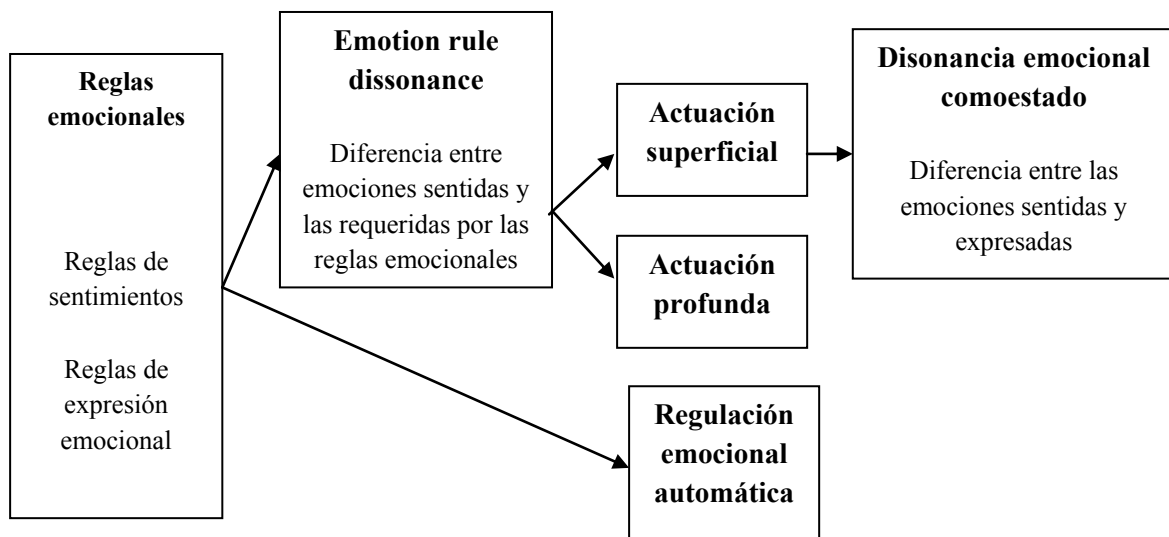 Reglas
emocionales
Reglas de
sentimientos
Reglas de
expresión
emocional
Emotion rule
dissonance
Diferencia entre
emociones sentidas y
las requeridas por las
reglas emocionales
Actuación
superficial
Actuación
profunda
Regulación
emocional
automática
Disonancia emocional
comoestado
Diferencia entre las
emociones sentidas y
expresadas